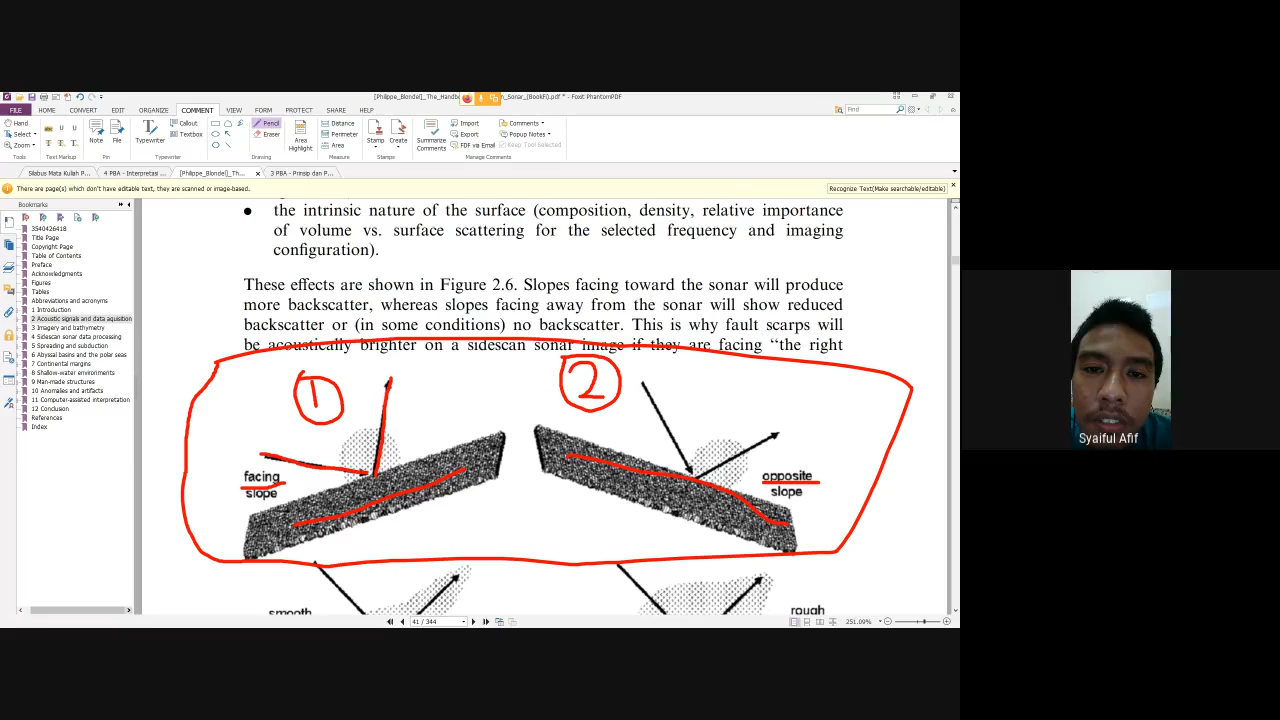 [Philippe_Blondel]_The_Handb
m_Sonar_(BookFi).pdf * - Foxit PhantomPDF
FILE HOME CONVERT EDIT ORGANIZE COMMENT VIEW FORM PROTECT SHARE HELP
Find
Hand
Select
Zoom
Tools
Text Markup
Note
File
Pin
Typewriter
Callout
Textbox
Typewriter
Pencil
Eraser
Drawing
Area
Highlight
Distance
Perimeter
Area
Measure
Stamp
Create
Stamps
Summarize
Comments
Import
Export
FDF via Email
Comments
Popup Notes
Keep Tool Selected
Manage Comments
Silabus Mata Kuliah P...
4 PBA - Interpretasi ...
[Philippe_Blondel]_Th...
3 PBA - Prinsip dan P...
There are page(s) which don't have editable text, they are scanned or image-based.
Recognize Text(Make searchable/editable)
Bookmarks
3540426418
Title Page
Copyright Page
Table of Contents
Preface
Acknowledgments
Figures
Tables
Abbreviations and acronyms
1 Introduction
2 Acoustic signals and data aquisition
3 Imagery and bathymetry
4 Sidescan sonar data processing
5 Spreading and subduction
6 Abyssal basins and the polar seas
7 Continental margins
8 Shallow-water environments
9 Man-made structures
10 Anomalies and artifacts
11 Computer-assisted interpretation
12 Conclusion
References
Index
● the intrinsic nature of the surface (composition, density, relative importance
of volume vs. surface scattering for the selected frequency and imaging
configuration).
These effects are shown in Figure 2.6. Slopes facing toward the sonar will produce
more backscatter, whereas slopes facing away from the sonar will show reduced
backscatter or (in some conditions) no backscatter. This is why fault scarps will
be acoustically brighter on a sidescan sonar image if they are facing “the right
1
2
facing
slope
opposite
slope
smooth
rough
41 / 344
251.09%
Syaiful Afif